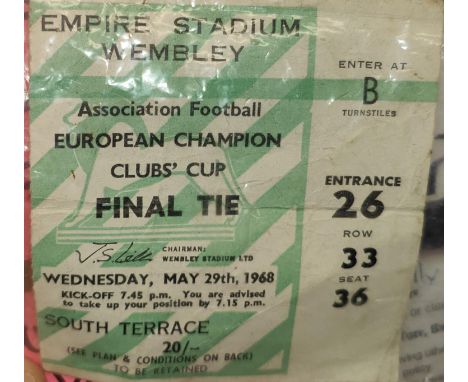 EMPIRE STADIUM
WEMBLEY
Association Football
EUROPEAN CHAMPION
CLUBS' CUP
FINAL TIE
CHAIRMAN:
WEMBLEY STADIUM LTD
WEDNESDAY, MAY 29th, 1968
KICK-OFF 7.45 p.m. You are advised
to take up your position by 7.15 p.m.
SOUTH TERRACE
20/-
(SEE PLAN & CONDITIONS ON BACK)
TO BE RETAINED
ENTER AT
B
TURNSTILES
ENTRANCE
26
ROW
33
SEAT
36